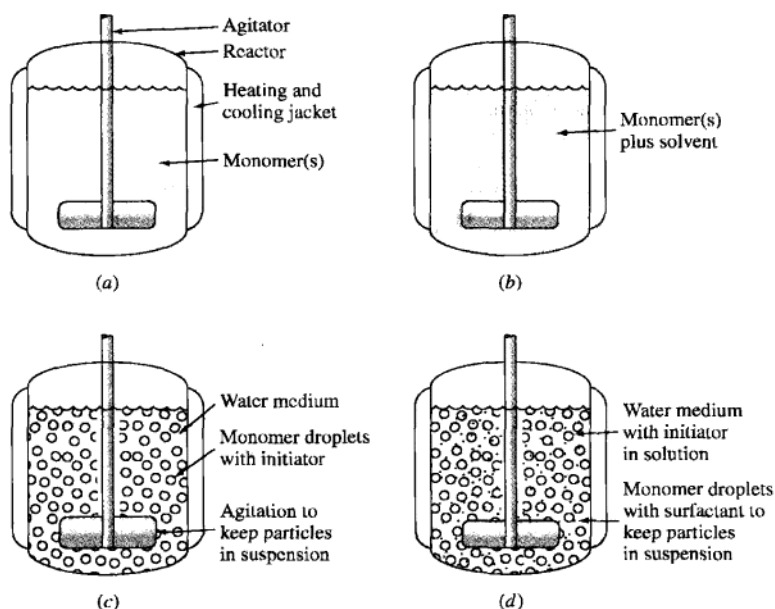 Agitator
Reactor
Heating and
cooling jacket
Monomer(s)
(a)
Monomer(s)
plus solvent
(b)
Water medium
Monomer droplets
with initiator
Agitation to
keep particles
in suspension
(c)
Water medium
with initiator
in solution
Monomer droplets
with surfactant to
keep particles
in suspension
(d)